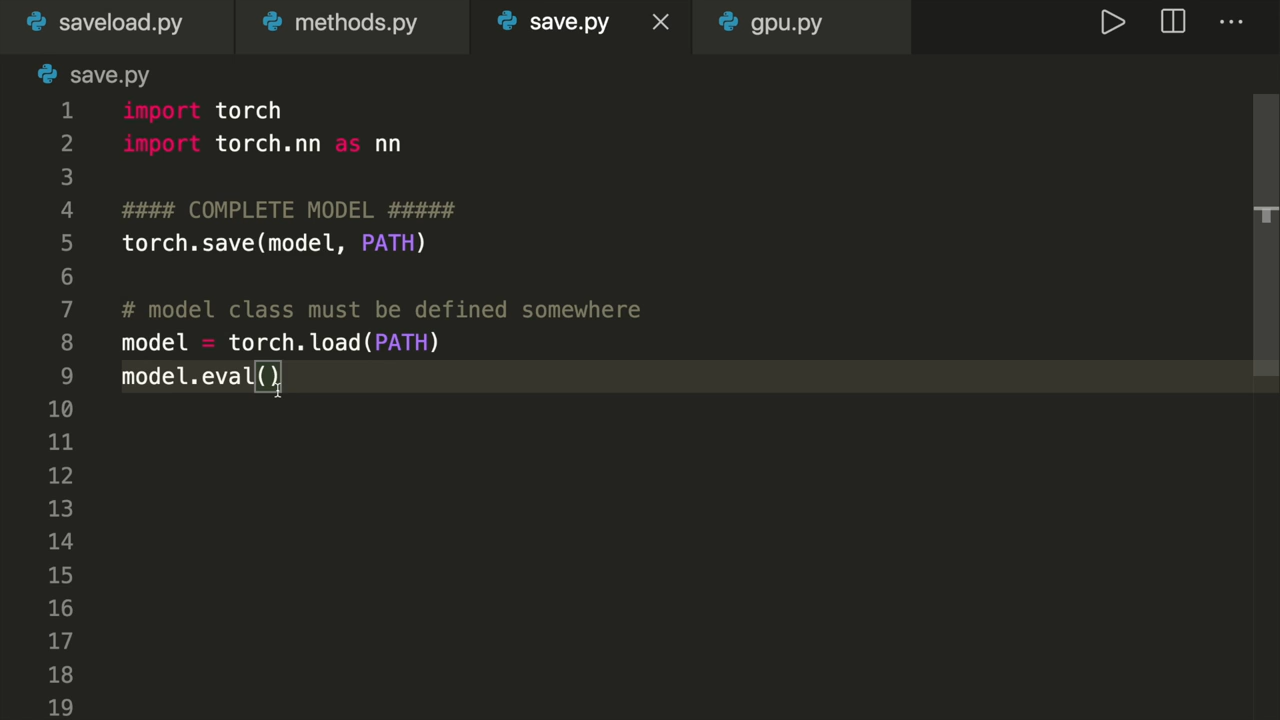 saveload.py methods.py save.py gpu.py
save.py
1 import torch
2 import torch.nn as nn
3
4 #### COMPLETE MODEL #####
5 torch.save(model, PATH)
6
7 # model class must be defined somewhere
8 model = torch.load(PATH)
9 model.eval()
10
11
12
13
14
15
16
17
18
19